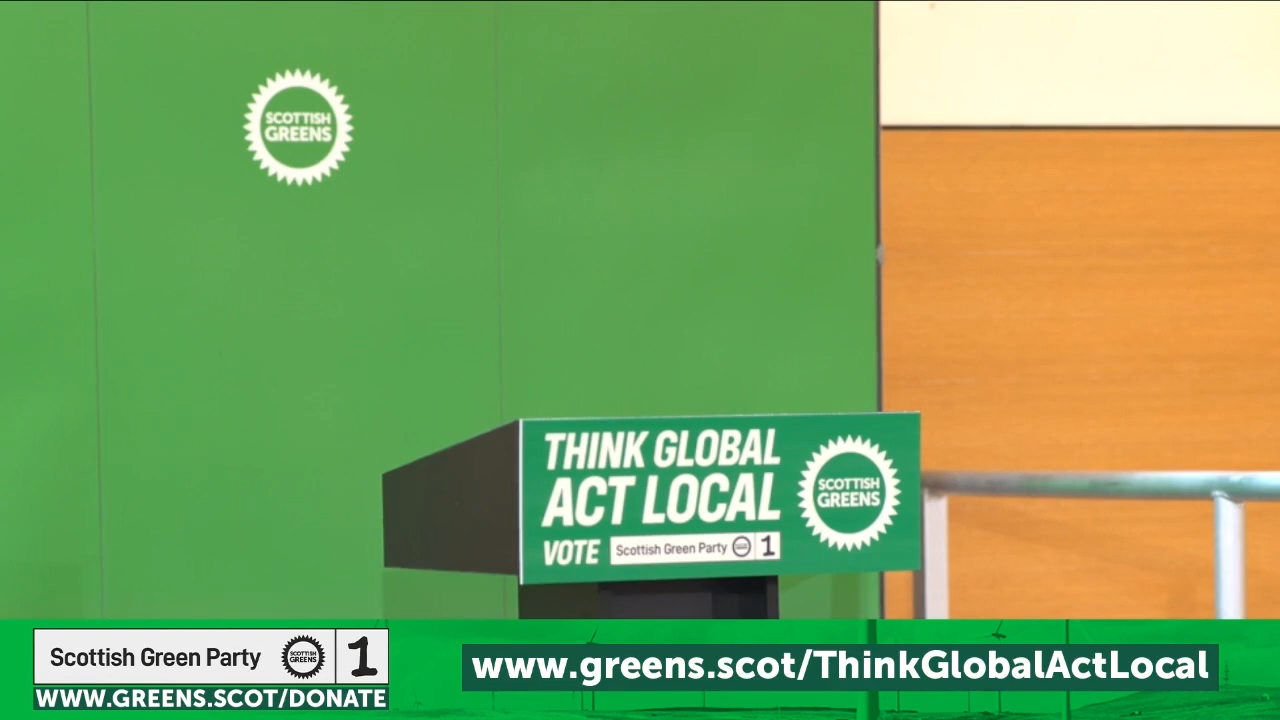 SCOTTISH
GREENS
THINK GLOBAL
ACT LOCAL
VOTE Scottish Green Party 1
SCOTTISH
GREENS
Scottish Green Party SCOTTISH GREENS 1
WWW.GREENS.SCOT/DONATE
www.greens.scot/ThinkGlobalActLocal